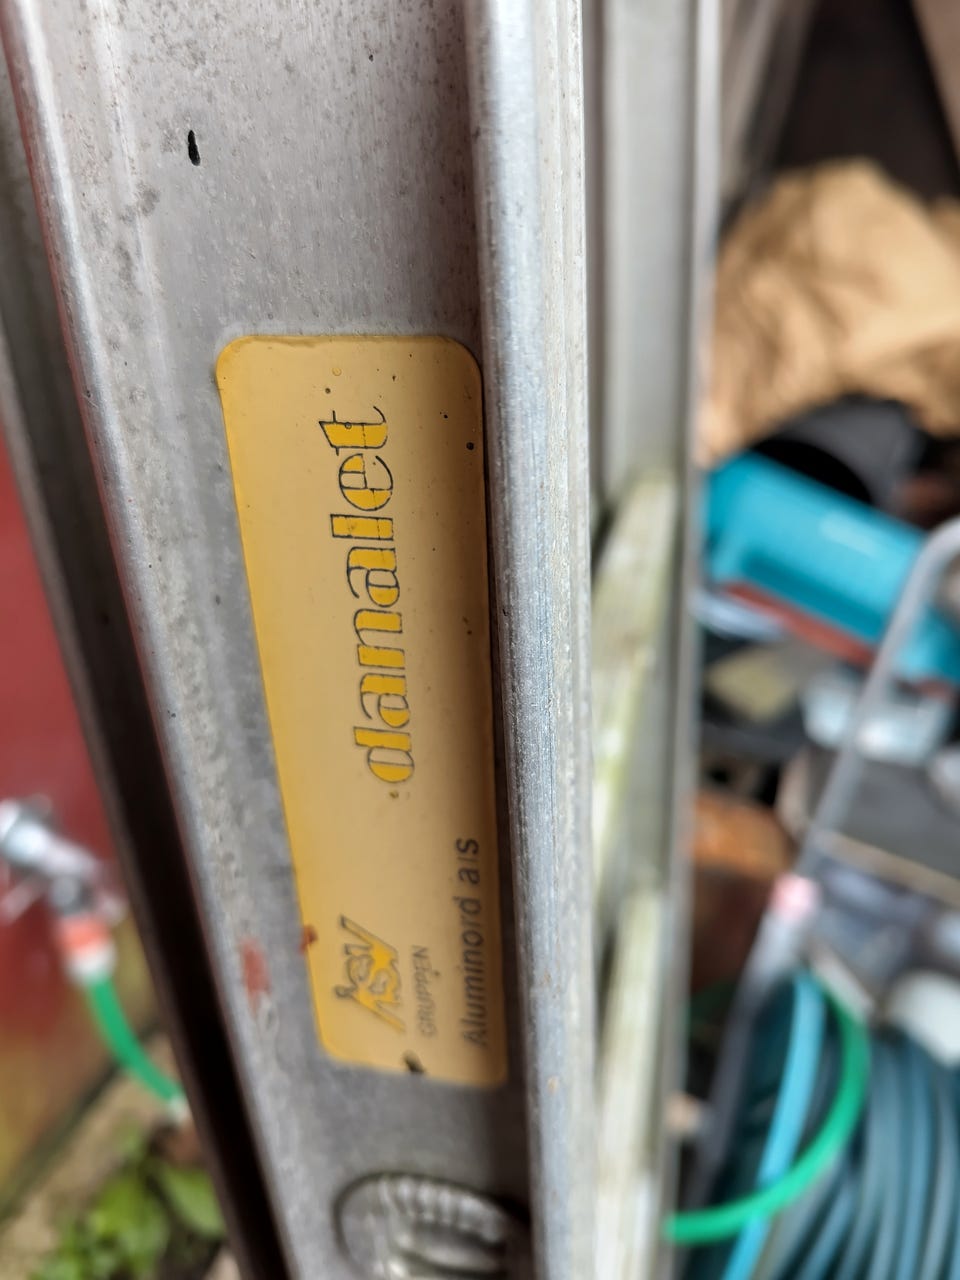 danalet
ASV
GRUPPEN
Aluminord a/s